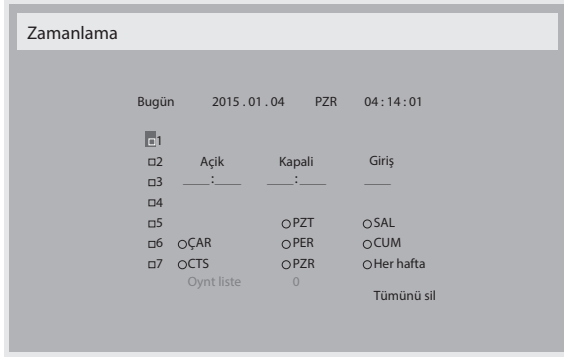 Zamanlama
Bugün 2015 . 01 . 04 PZR 04 : 14 : 01
1
2 Açik Kapali Giriş
3 ____:____ ____:____ ____
4
5 PZT SAL
6 ÇAR PER CUM
7 CTS PZR Her hafta
Oynt liste 0
Tümünü sil